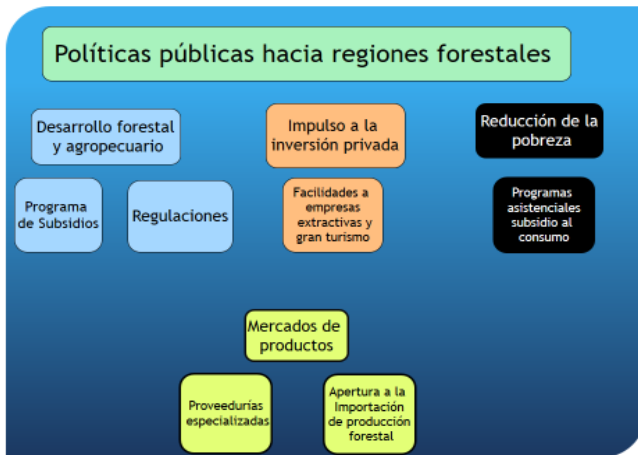 Políticas públicas hacia regiones forestales
Desarrollo forestal
y agropecuario
Impulso a la
inversión privada
Reducción de la
pobreza
Programa
de Subsidios
Regulaciones
Facilidades a
empresas
extractivas y
gran turismo
Programas
asistenciales
subsidio al
consumo
Mercados de
productos
Proveedurías
especializadas
Apertura a la
Importación
de producción
forestal